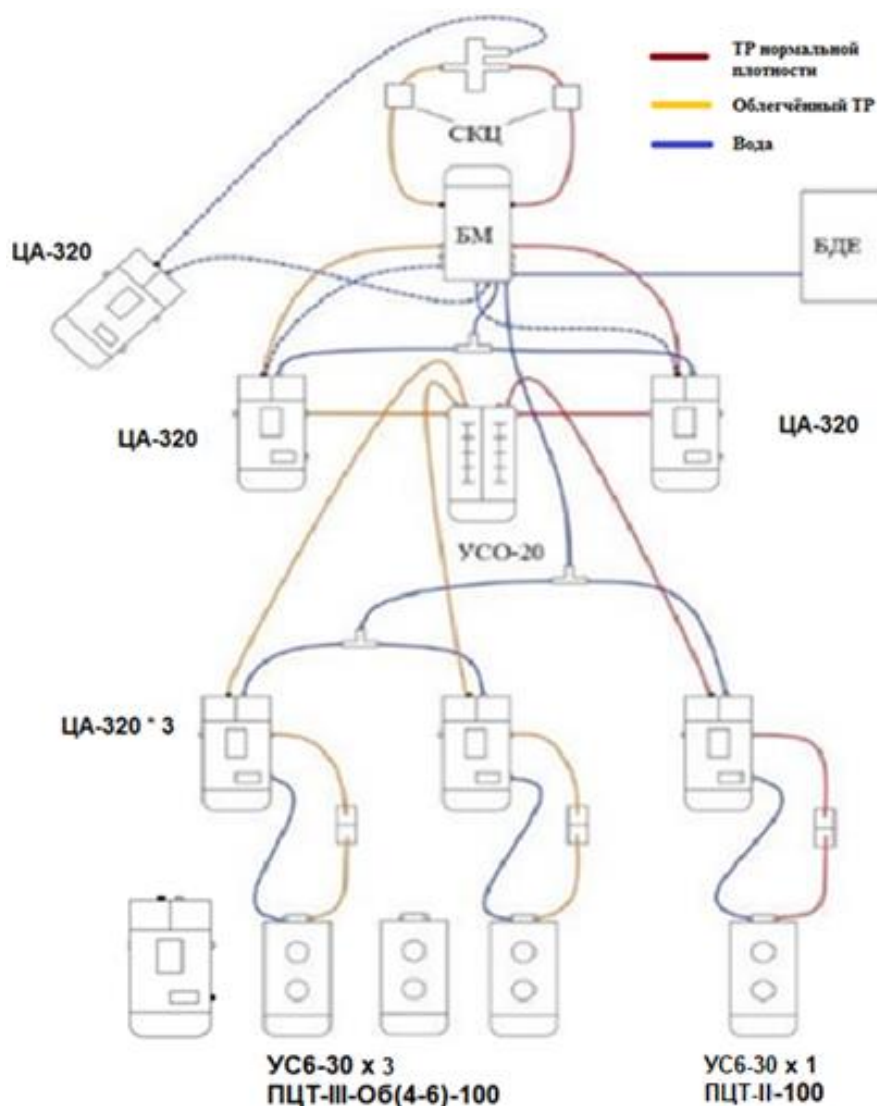 ТР нормальной
плотности
Облегчённый ТР
Вода
СКЦ
БМ
БДЕ
ЦА-320
ЦА-320
ЦА-320
УСО-20
ЦА-320 * 3
УС6-30 x 3
ПЦТ-III-Об(4-6)-100
УС6-30 x 1
ПЦТ-II-100